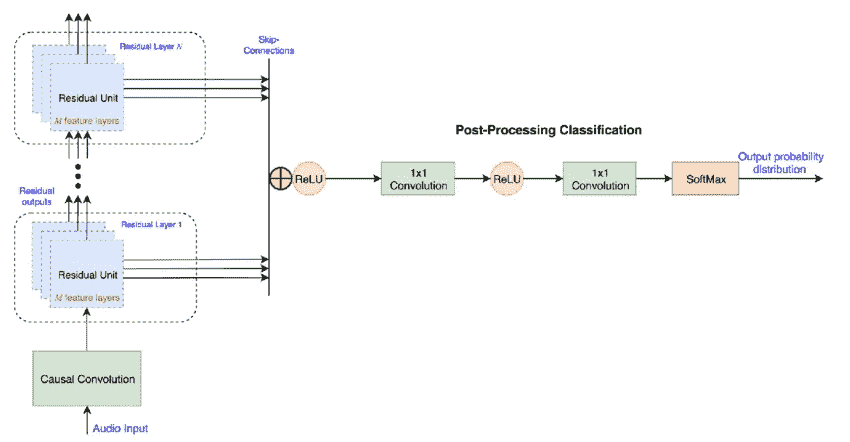 Residual Layer N
Skip-
Connections
Residual Unit
M feature layers
Post-Processing Classification
Output probability
distribution
ReLU
1x1
Convolution
ReLU
1x1
Convolution
SoftMax
Residual
outputs
Residual Layer 1
Residual Unit
M feature layers
Causal Convolution
Audio Input